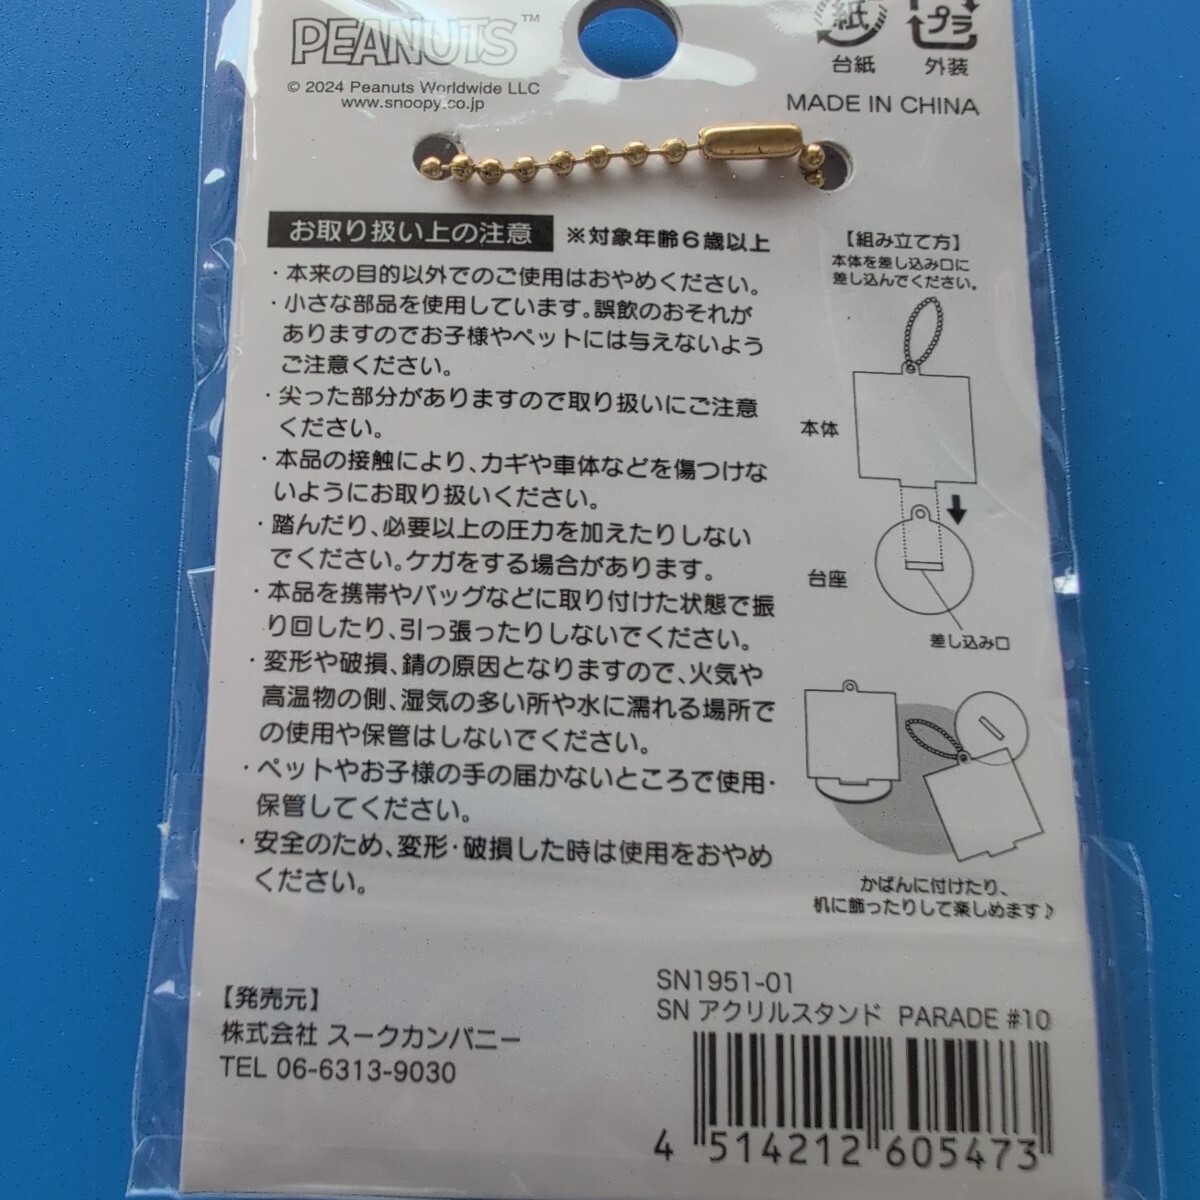 PEANUTS™
© 2024 Peanuts Worldwide LLC
www.snoopy.co.jp
紙
台紙
プラ
外装
MADE IN CHINA
お取り扱い上の注意 ※対象年齢6歳以上
・本来の目的以外でのご使用はおやめください。
・小さな部品を使用しています。誤飲のおそれが
ありますのでお子様やペットには与えないよう
ご注意ください。
・尖った部分がありますので取り扱いにご注意
ください。
・本品の接触により、カギや車体などを傷つけな
いようにお取り扱いください。
・踏んだり、必要以上の圧力を加えたりしない
でください。ケガをする場合があります。
・本品を携帯やバッグなどに取り付けた状態で振
り回したり、引っ張ったりしないでください。
・変形や破損、錆の原因となりますので、火気や
高温物の側、湿気の多い所や水に濡れる場所で
の使用や保管はしないでください。
・ペットやお子様の手の届かないところで使用・
保管してください。
・安全のため、変形・破損した時は使用をおやめ
ください。
【組み立て方】
本体を差し込み口に
差し込んでください。
本体
台座
差し込み口
かばんに付けたり、
机に飾ったりして楽しめます♪
【発売元】
株式会社 スークカンパニー
TEL 06-6313-9030
SN1951-01
SN アクリルスタンド PARADE #10
4 514212 605473